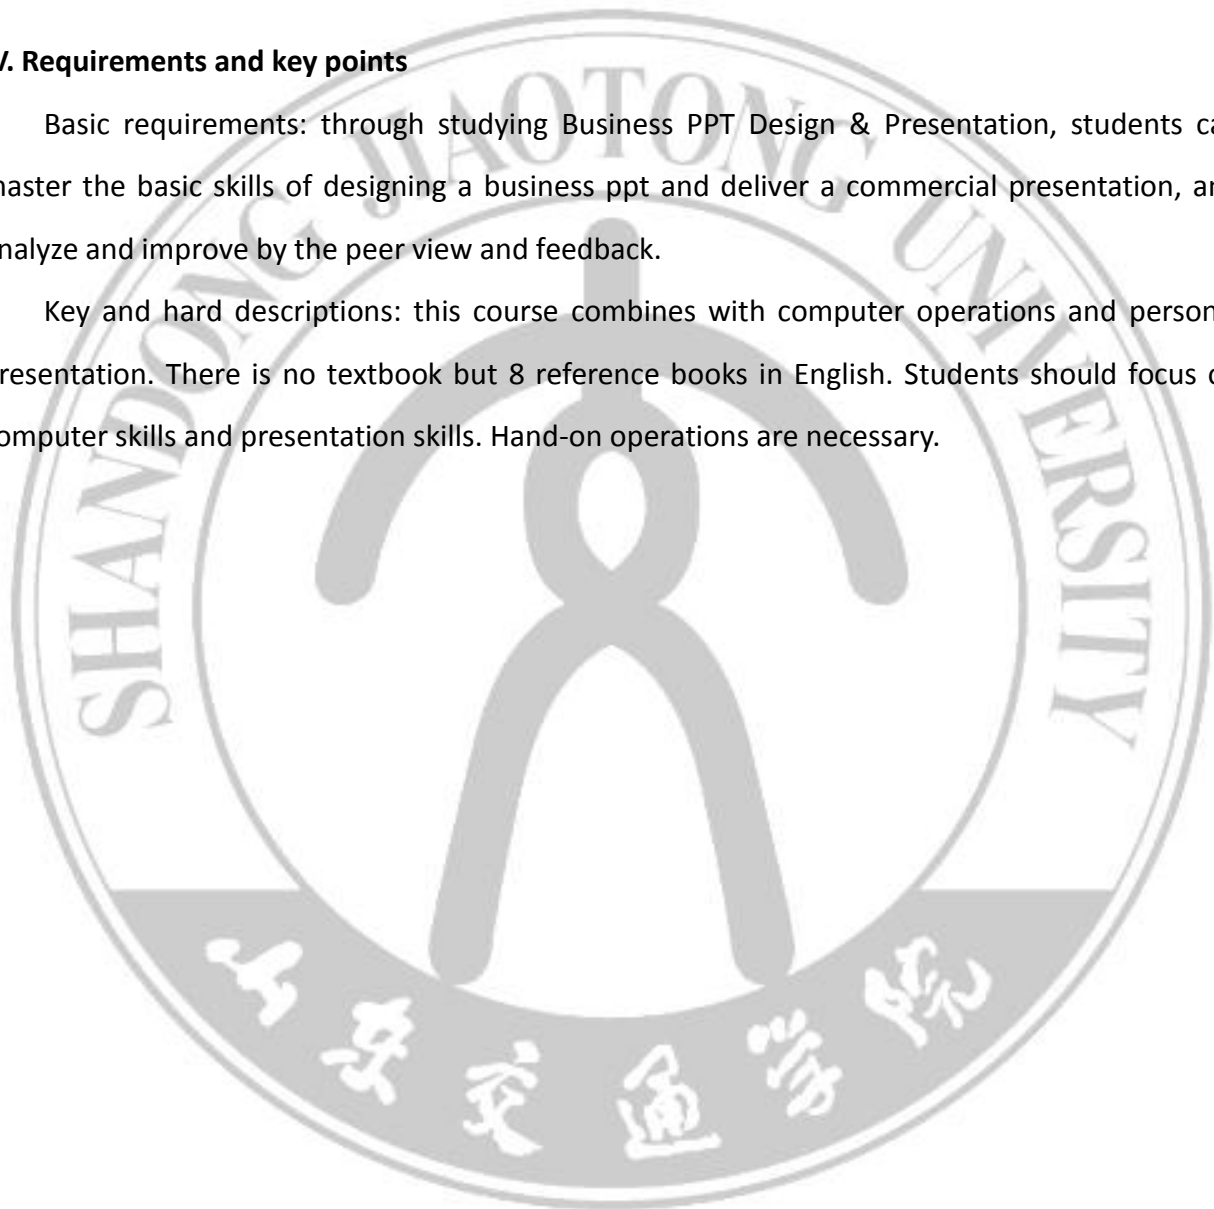 V. Requirements and key points
Basic requirements: through studying Business PPT Design & Presentation, students ca
naster the basic skills of designing a business ppt and deliver a commercial presentation, an
nalyze and improve by the peer view and feedback.
Key and hard descriptions: this course combines with computer operations and person
resentation. There is no textbook but 8 reference books in English. Students should focus o
omputer skills and presentation skills. Hand-on operations are necessary.
SHANDONG JIAOTONG UNIVERSITY
山东交通学院